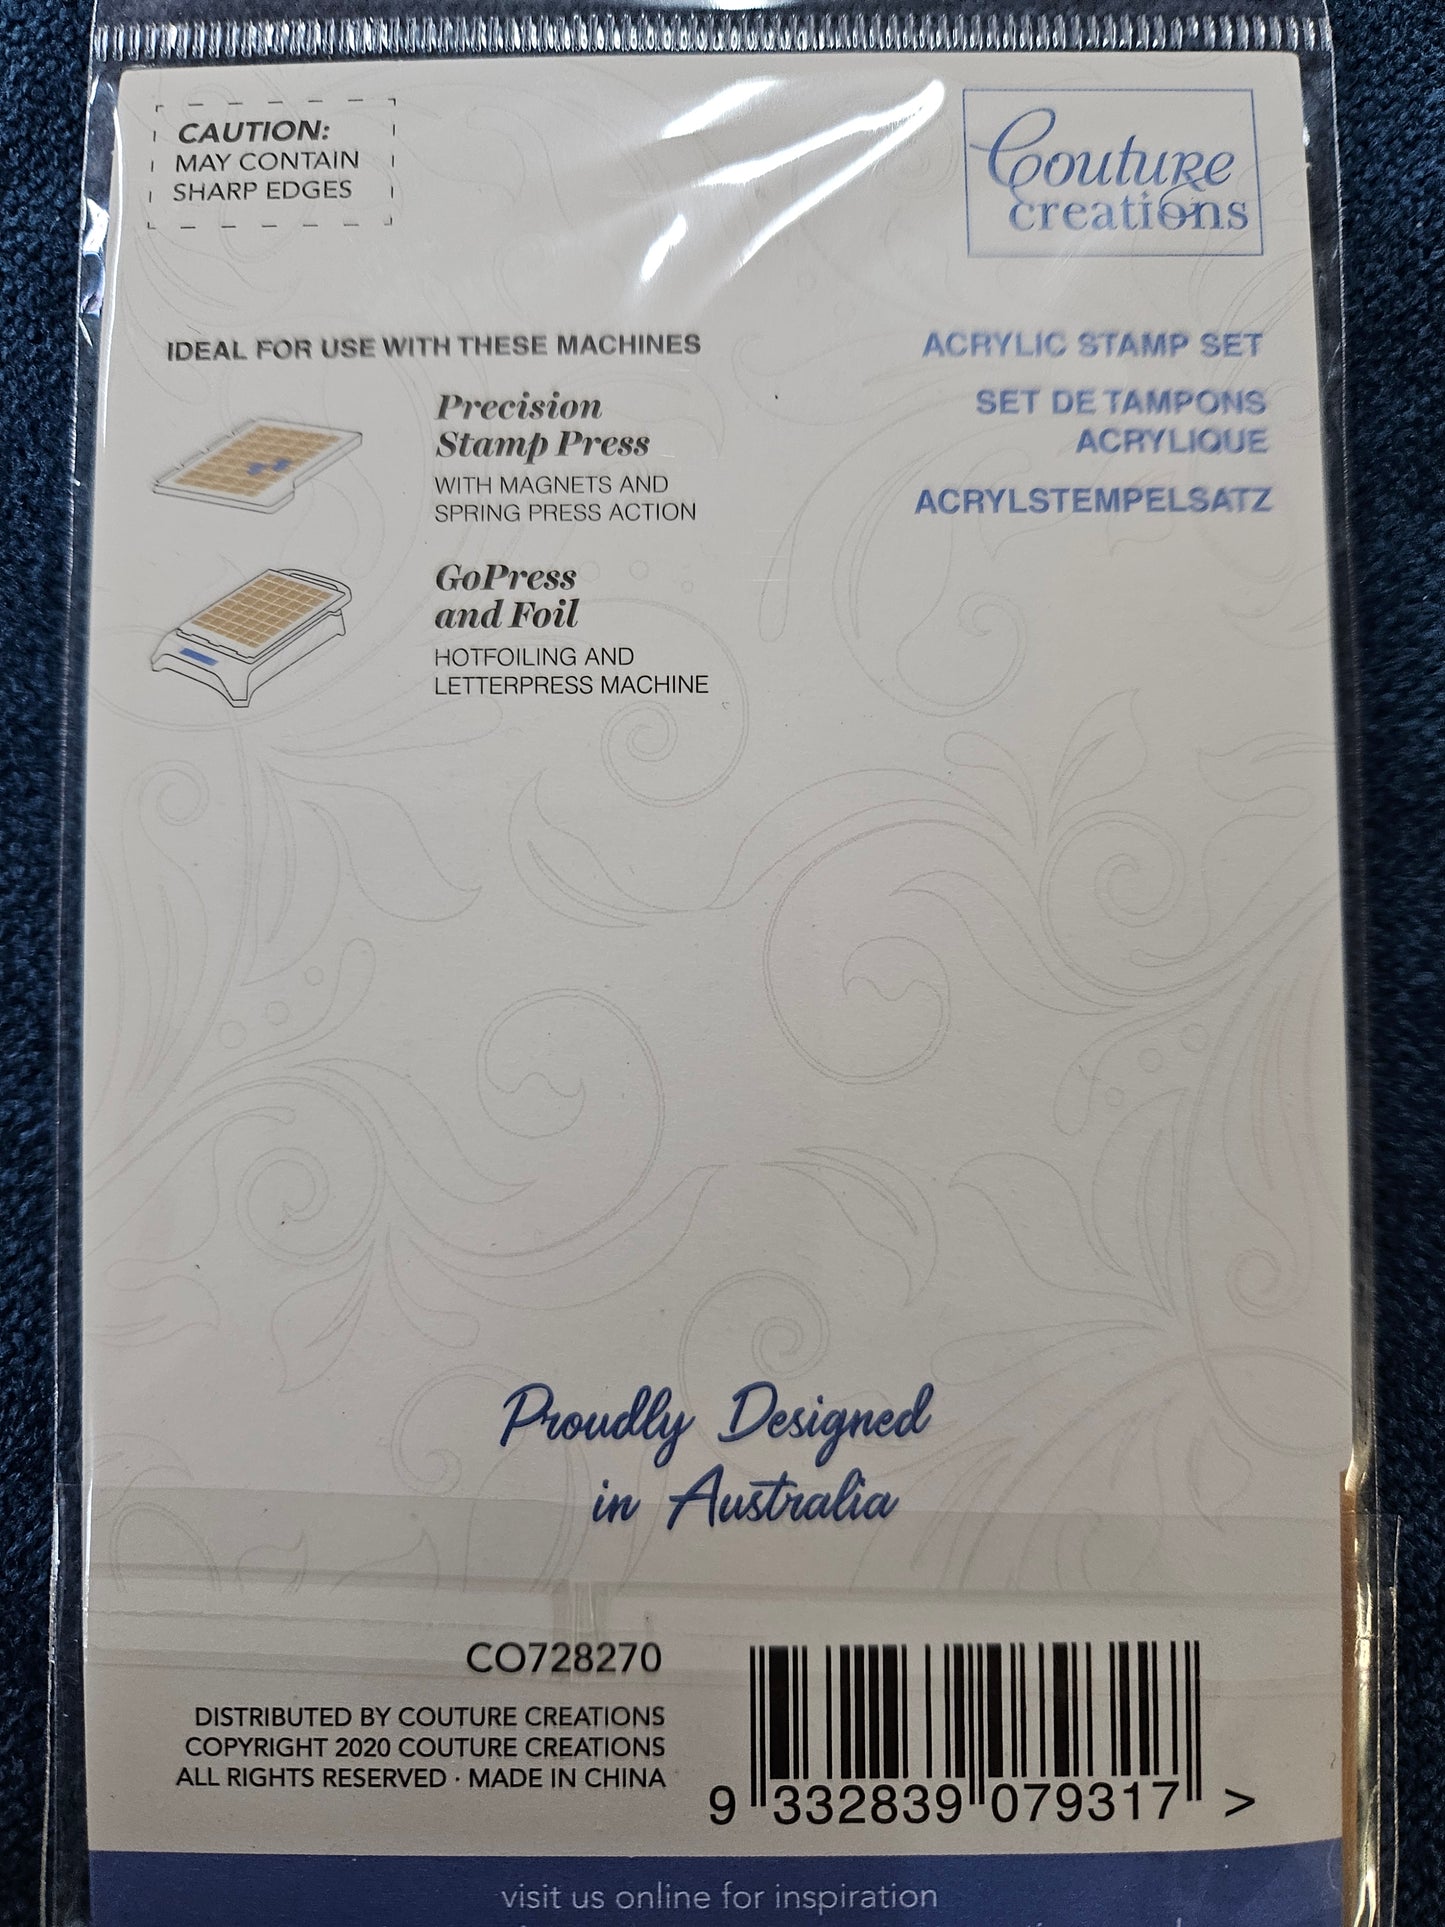 CAUTION:
MAY CONTAIN
SHARP EDGES
Couture
creations
IDEAL FOR USE WITH THESE MACHINES
Precision
Stamp Press
WITH MAGNETS AND
SPRING PRESS ACTION
GoPress
and Foil
HOTFOILING AND
LETTERPRESS MACHINE
ACRYLIC STAMP SET
SET DE TAMPONS
ACRYLIQUE
ACRYLSTEMPELSATZ
Proudly Designed
in Australia
CO728270
DISTRIBUTED BY COUTURE CREATIONS
COPYRIGHT 2020 COUTURE CREATIONS
ALL RIGHTS RESERVED · MADE IN CHINA
9 332839 079317 >
visit us online for inspiration